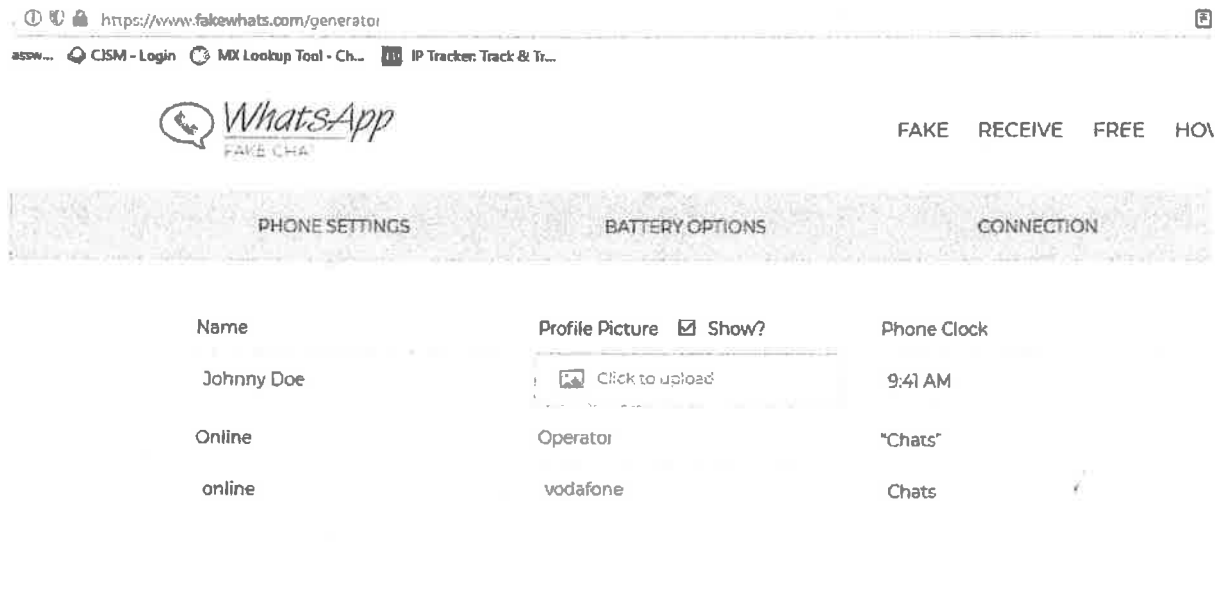 https://www.fakewhats.com/generator
assw... CJSM - Login MX Lookup Tool - Ch... IP Tracker: Track & Tr...
WhatsApp
FAKE CHAT
FAKE RECEIVE FREE HOW
PHONE SETTINGS BATTERY OPTIONS CONNECTION
Name Profile Picture Show? Phone Clock
Johnny Doe Click to upload 9:41 AM
Online Operator "Chats"
online vodafone Chats